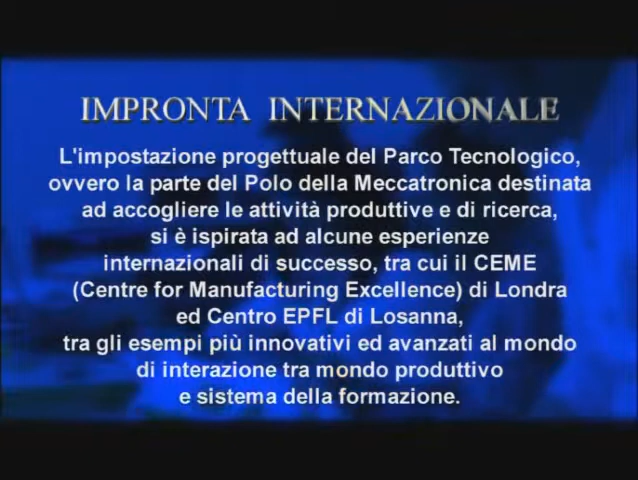 IMPRONTA INTERNAZIONALE
L'impostazione progettuale del Parco Tecnologico,
ovvero la parte del Polo della Meccatronica destinata
ad accogliere le attività produttive e di ricerca,
si è ispirata ad alcune esperienze
internazionali di successo, tra cui il CEME
(Centre for Manufacturing Excellence) di Londra
ed Centro EPFL di Losanna,
tra gli esempi più innovativi ed avanzati al mondo
di interazione tra mondo produttivo
e sistema della formazione.